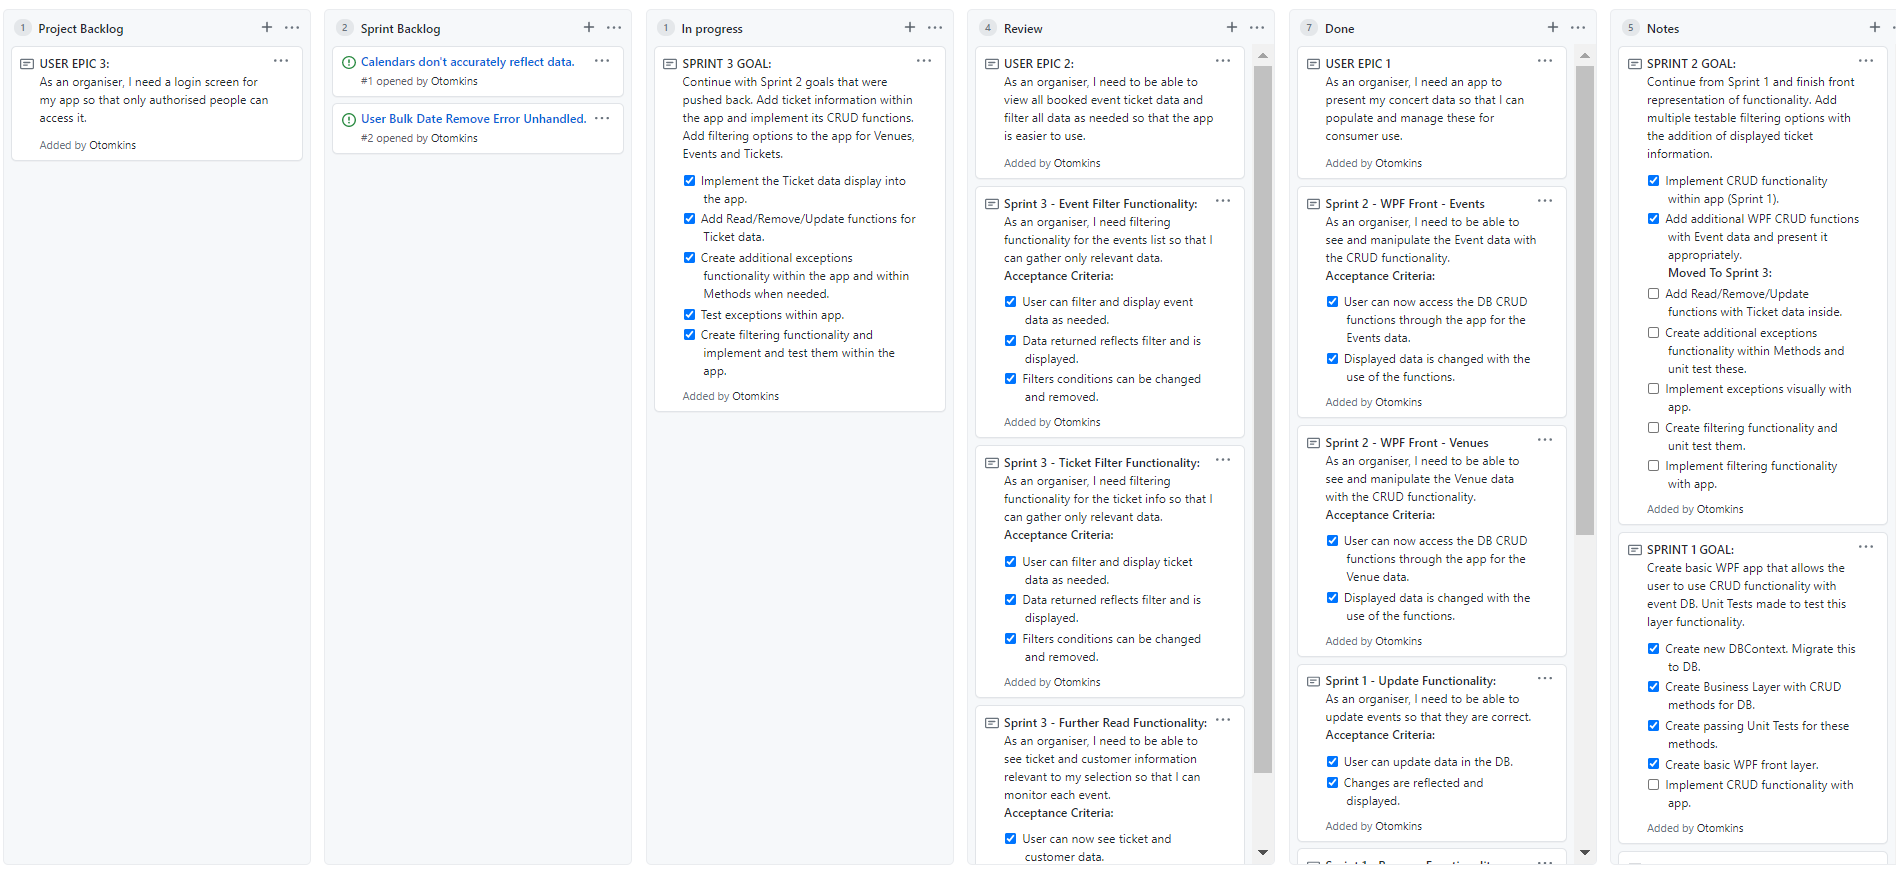 1 Project Backlog
USER EPIC 3:
As an organiser, I need a login screen for
my app so that only authorised people can
access it.
Added by Otomkins
2 Sprint Backlog
Calendars don't accurately reflect data.
#1 opened by Otomkins
User Bulk Date Remove Error Unhandled.
#2 opened by Otomkins
1 In progress
SPRINT 3 GOAL:
Continue with Sprint 2 goals that were
pushed back. Add ticket information within
the app and implement its CRUD functions.
Add filtering options to the app for Venues,
Events and Tickets.
Implement the Ticket data display into
the app.
Add Read/Remove/Update functions for
Ticket data.
Create additional exceptions
functionality within the app and within
Methods when needed.
Test exceptions within app.
Create filtering functionality and
implement and test them within the
app.
Added by Otomkins
4 Review
USER EPIC 2:
As an organiser, I need to be able to
view all booked event ticket data and
filter all data as needed so that the app
is easier to use.
Added by Otomkins
Sprint 3 - Event Filter Functionality:
As an organiser, I need filtering
functionality for the events list so that I
can gather only relevant data.
Acceptance Criteria:
User can filter and display event
data as needed.
Data returned reflects filter and is
displayed.
Filters conditions can be changed
and removed.
Added by Otomkins
Sprint 3 - Ticket Filter Functionality:
As an organiser, I need filtering
functionality for the ticket info so that I
can gather only relevant data.
Acceptance Criteria:
User can filter and display ticket
data as needed.
Data returned reflects filter and is
displayed.
Filters conditions can be changed
and removed.
Added by Otomkins
Sprint 3 - Further Read Functionality:
As an organiser, I need to be able to
see ticket and customer information
relevant to my selection so that I can
monitor each event.
Acceptance Criteria:
User can now see ticket and
customer data.
7 Done
USER EPIC 1
As an organiser, I need an app to
present my concert data so that I can
populate and manage these for
consumer use.
Added by Otomkins
Sprint 2 - WPF Front - Events
As an organiser, I need to be able to
see and manipulate the Event data with
the CRUD functionality.
Acceptance Criteria:
User can now access the DB CRUD
functions through the app for the
Events data.
Displayed data is changed with the
use of the functions.
Added by Otomkins
Sprint 2 - WPF Front - Venues
As an organiser, I need to be able to
see and manipulate the Venue data
with the CRUD functionality.
Acceptance Criteria:
User can now access the DB CRUD
functions through the app for the
Venue data.
Displayed data is changed with the
use of the functions.
Added by Otomkins
Sprint 1 - Update Functionality:
As an organiser, I need to be able to
update events so that they are correct.
Acceptance Criteria:
User can update data in the DB.
Changes are reflected and
displayed.
Added by Otomkins
5 Notes
SPRINT 2 GOAL:
Continue from Sprint 1 and finish front
representation of functionality. Add
multiple testable filtering options with
the addition of displayed ticket
information.
Implement CRUD functionality
within app (Sprint 1).
Add additional WPF CRUD functions
with Event data and present it
appropriately.
Moved To Sprint 3:
Add Read/Remove/Update
functions with Ticket data inside.
Create additional exceptions
functionality within Methods and
unit test these.
Implement exceptions visually with
app.
Create filtering functionality and
unit test them.
Implement filtering functionality
with app.
Added by Otomkins
SPRINT 1 GOAL:
Create basic WPF app that allows the
user to use CRUD functionality with
event DB. Unit Tests made to test this
layer functionality.
Create new DBContext. Migrate this
to DB.
Create Business Layer with CRUD
methods for DB.
Create passing Unit Tests for these
methods.
Create basic WPF front layer.
Implement CRUD functionality with
app.
Added by Otomkins